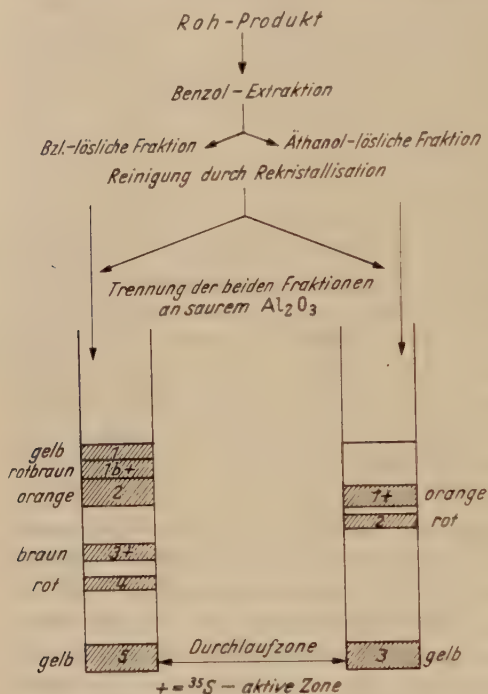 Roh-Produkt
Benzol-Extraktion
Bzl.-lösliche Fraktion Äthanol-lösliche Fraktion
Reinigung durch Rekristallisation
Trennung der beiden Fraktionen
an saurem Al₂O₃
gelb 1
rotbraun 1b+
orange 2
1+ orange
2 rot
braun 3+
rot 4
gelb 5 Durchlaufzone 3 gelb
+ = ³⁵S – aktive Zone